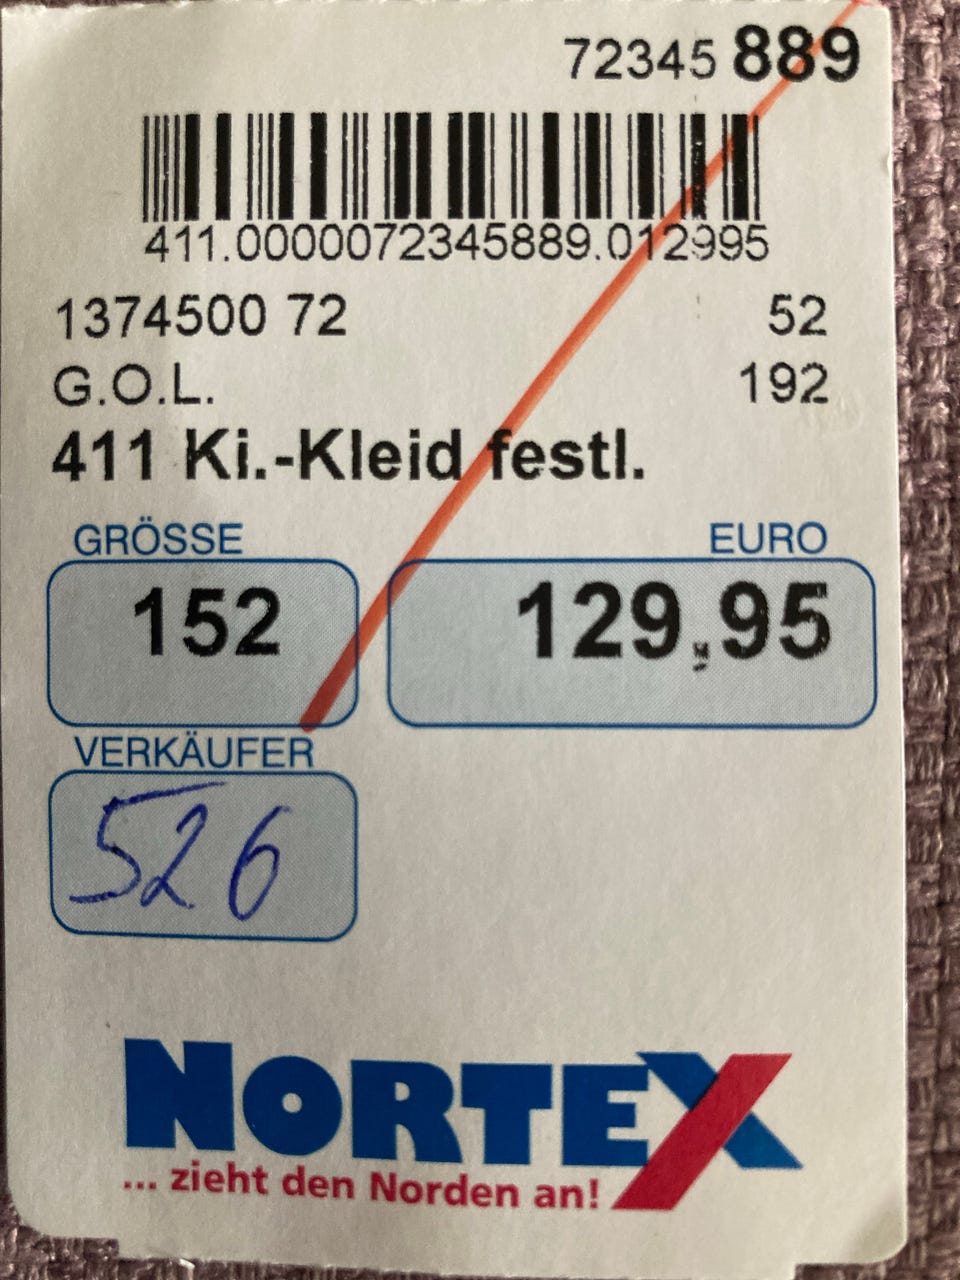 72345 889
411.0000072345889.012995
1374500 72 52
G.O.L. 192
411 Ki.-Kleid festl.
GRÖSSE EURO
152 129,95
VERKÄUFER
526
NORTEX
... zieht den Norden an!